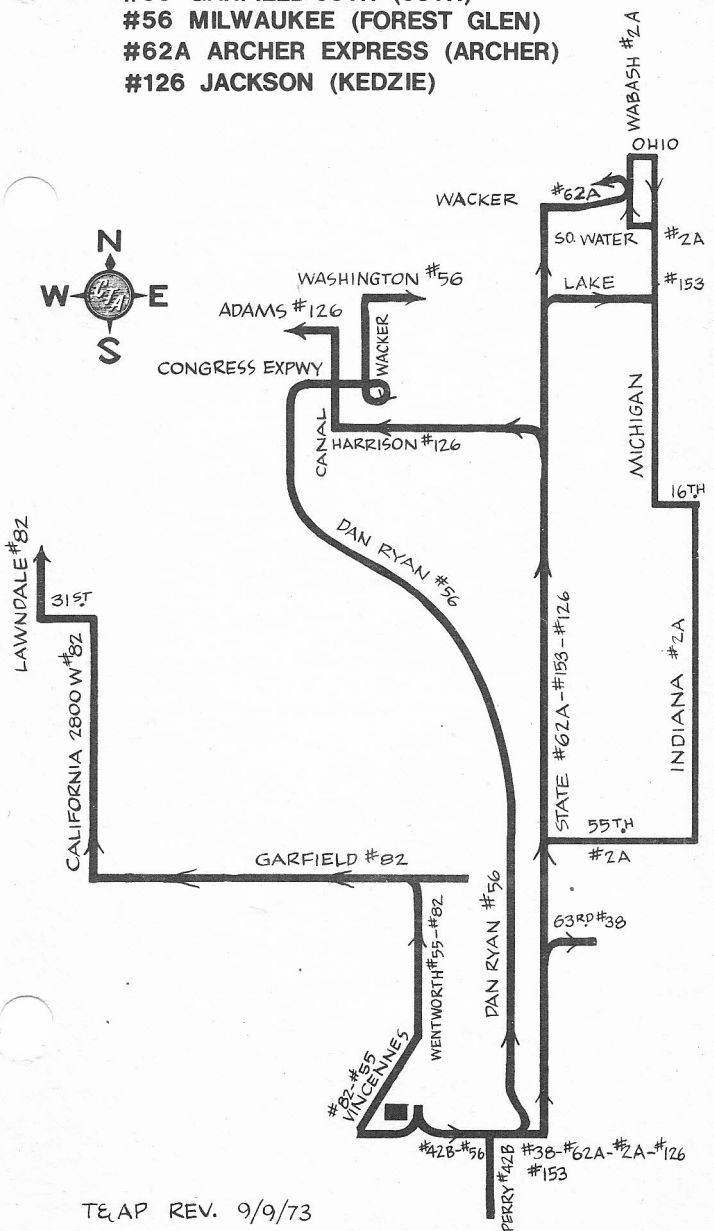 #56 MILWAUKEE (FOREST GLEN)
#62A ARCHER EXPRESS (ARCHER)
#126 JACKSON (KEDZIE)
WABASH #2A
OHIO
WACKER
#62A
SO. WATER
#2A
N
W
E
S
CTA
LAKE
#153
WASHINGTON #56
ADAMS #126
WACKER
CONGRESS EXPWY
MICHIGAN
CANAL
HARRISON #126
16TH
LAWNDALE #82
DAN RYAN #56
31ST
CALIFORNIA 2800 W #82
STATE #62A-#153-#126
INDIANA #2A
55TH
#2A
GARFIELD #82
DAN RYAN #56
63RD #38
WENTWORTH #55-#82
#82-#55
VINCENNES
#42B-#56
PERRY #42B
#38-#62A-#2A-#126
#153
T&AP REV. 9/9/73